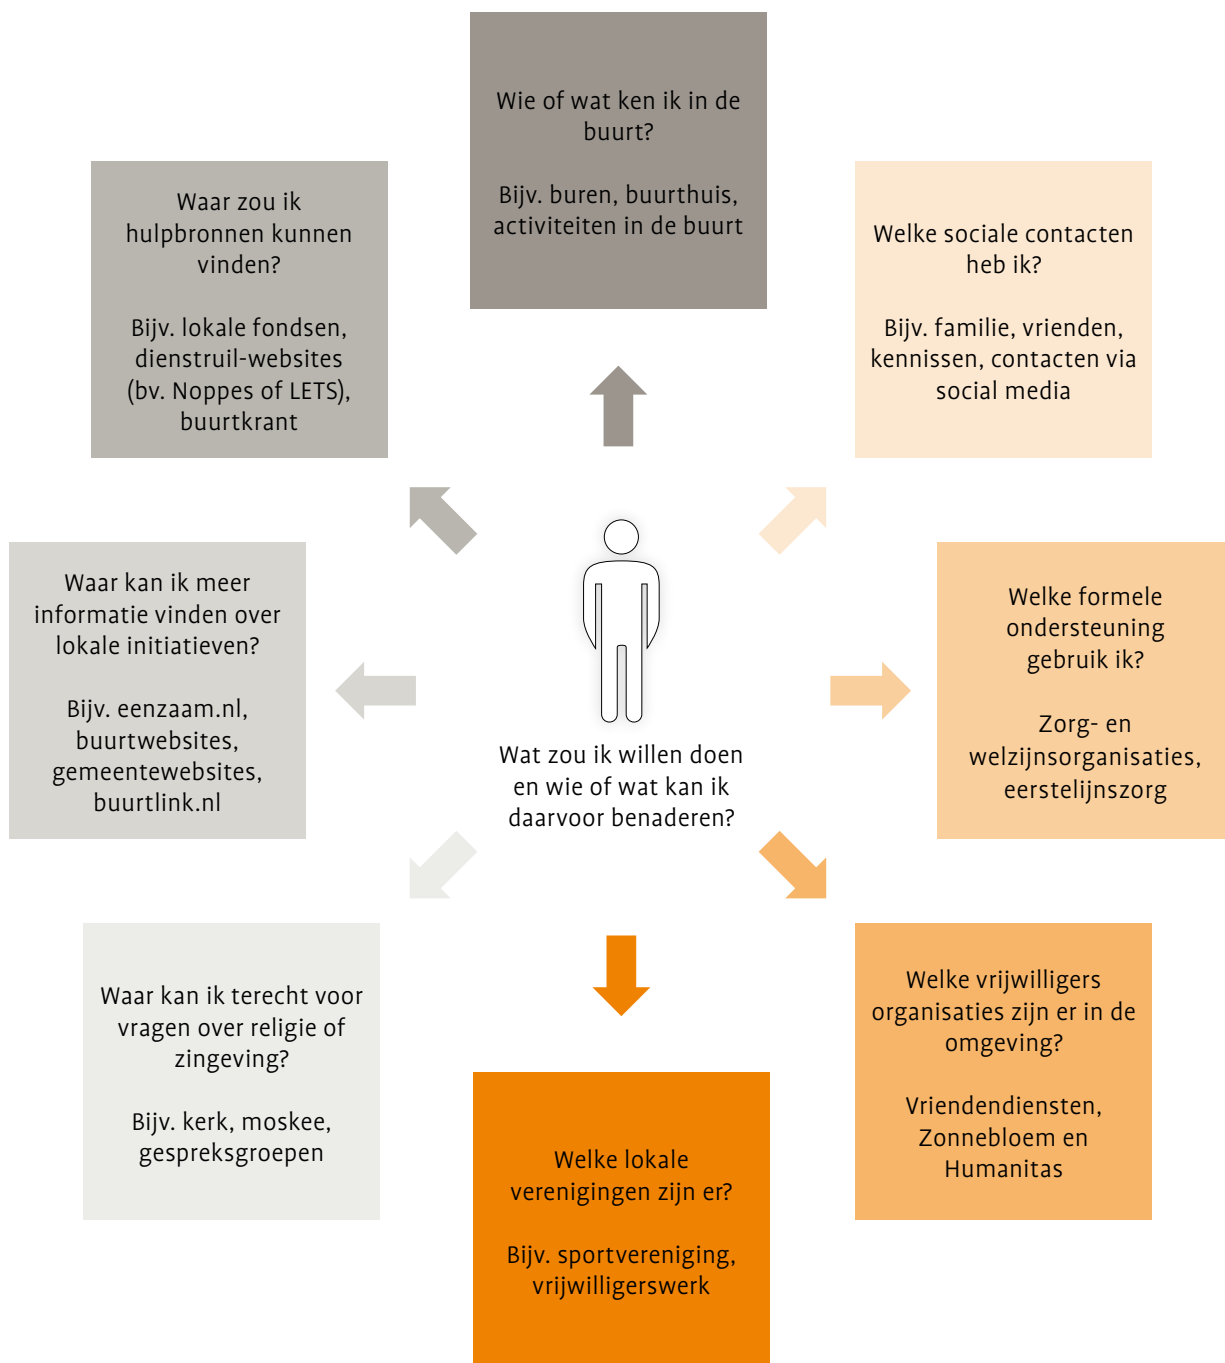 Wie of wat ken ik in de
buurt?
Bijv. buren, buurthuis,
activiteiten in de buurt
Waar zou ik
hulpbronnen kunnen
vinden?
Bijv. lokale fondsen,
dienstruil-websites
(bv. Noppes of LETS),
buurtkrant
Welke sociale contacten
heb ik?
Bijv. familie, vrienden,
kennissen, contacten via
social media
Waar kan ik meer
informatie vinden over
lokale initiatieven?
Bijv. eenzaam.nl,
buurtwebsites,
gemeentewebsites,
buurtlink.nl
Wat zou ik willen doen
en wie of wat kan ik
daarvoor benaderen?
Welke formele
ondersteuning
gebruik ik?
Zorg- en
welzijnsorganisaties,
eerstelijnszorg
Waar kan ik terecht voor
vragen over religie of
zingeving?
Bijv. kerk, moskee,
gespreksgroepen
Welke lokale
verenigingen zijn er?
Bijv. sportvereniging,
vrijwilligerswerk
Welke vrijwilligers
organisaties zijn er in de
omgeving?
Vriendendiensten,
Zonnebloem en
Humanitas